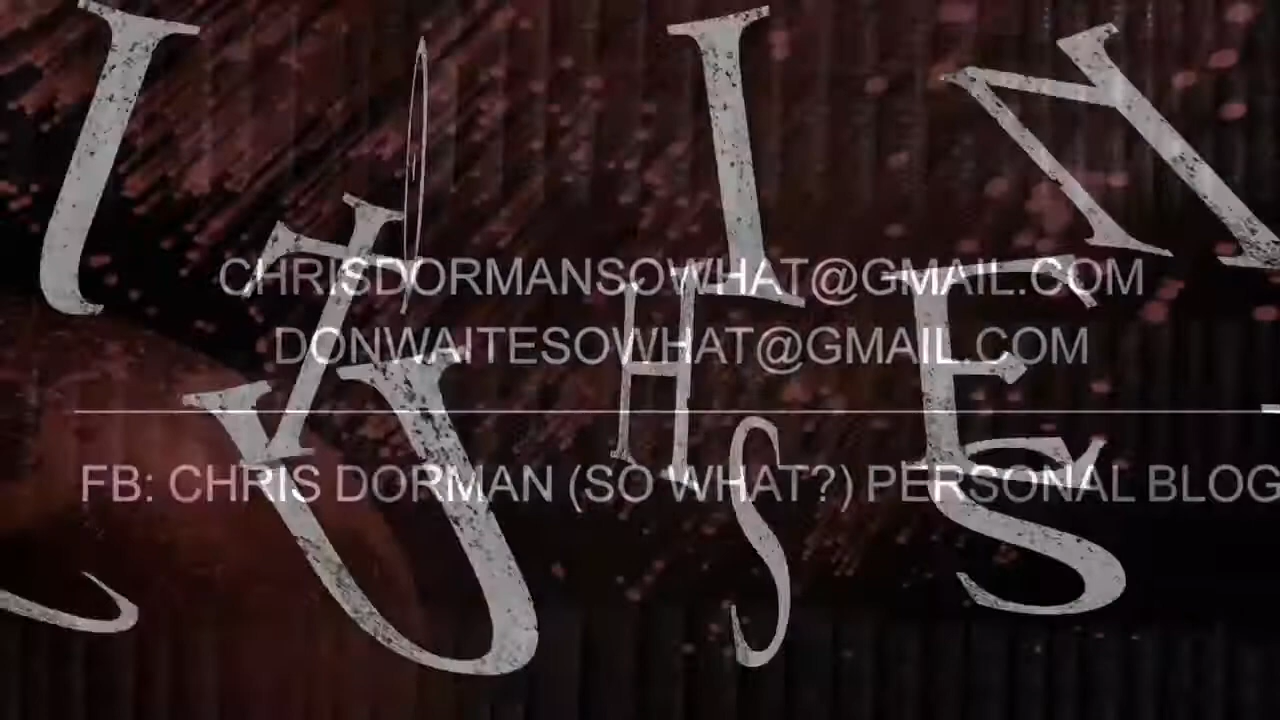 CHRISDORMANSOWHAT@GMAIL.COM
DONWAITESOWHAT@GMAIL.COM
FB: CHRIS DORMAN (SO WHAT?) PERSONAL BLOG